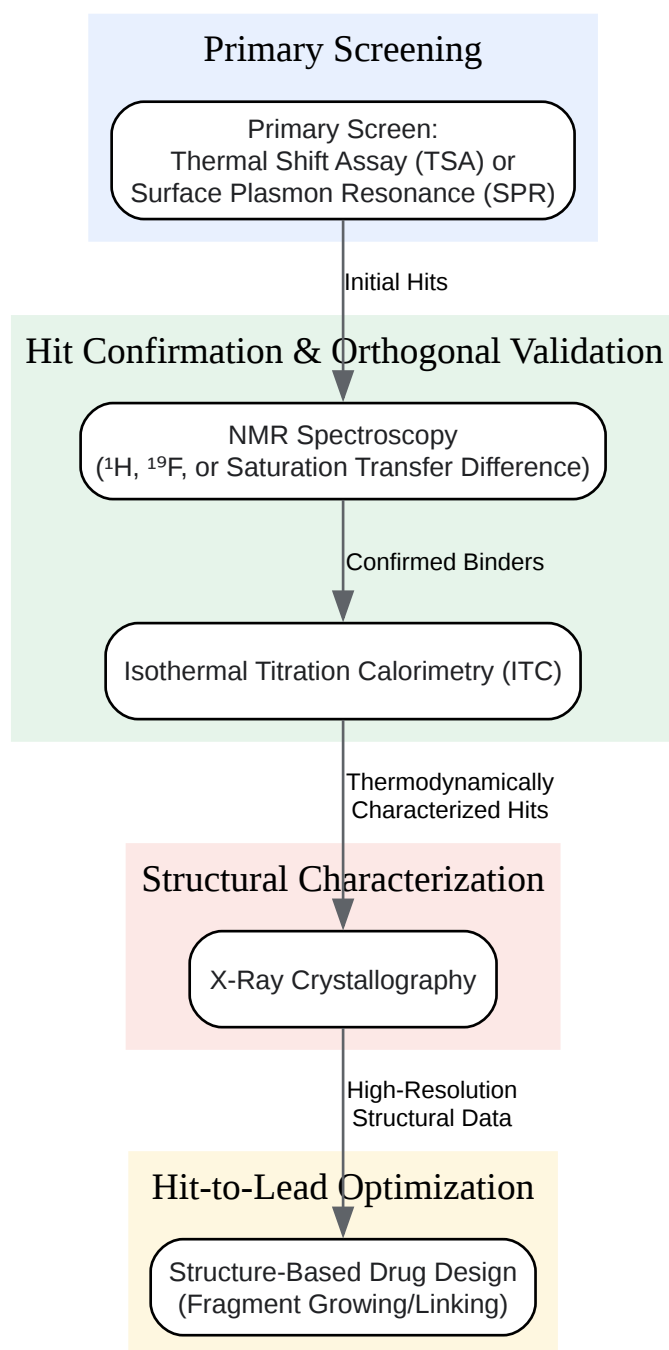 Primary Screening
Primary Screen:
Thermal Shift Assay (TSA) or
Surface Plasmon Resonance (SPR)
Initial Hits
Hit Confirmation & Orthogonal Validation
NMR Spectroscopy
(¹H, ¹⁹F, or Saturation Transfer Difference)
Confirmed Binders
Isothermal Titration Calorimetry (ITC)
Thermodynamically
Characterized Hits
Structural Characterization
X-Ray Crystallography
High-Resolution
Structural Data
Hit-to-Lead Optimization
Structure-Based Drug Design
(Fragment Growing/Linking)